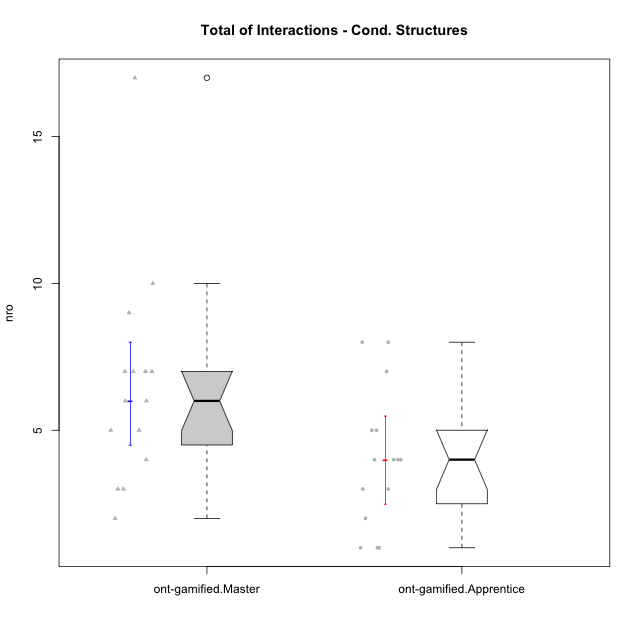 Total of Interactions - Cond. Structures
15
10
5
nro
ont-gamified.Master
ont-gamified.Apprentice